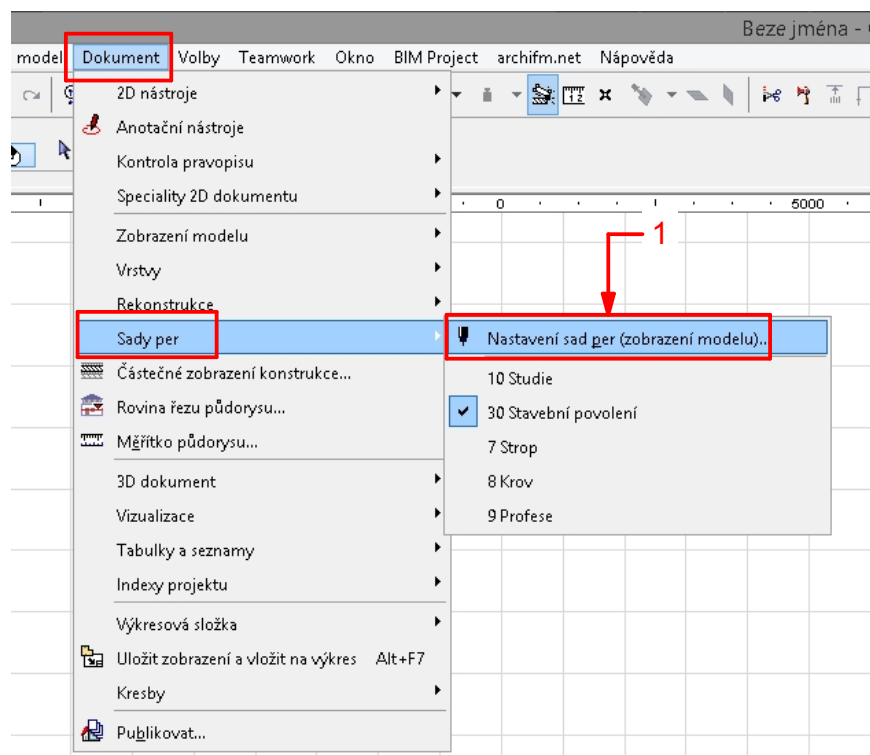 Beze jména -
model Dokument Volby Teamwork Okno BIM Project archifm.net Nápověda
2D nástroje
Anotační nástroje
Kontrola pravopisu
Speciality 2D dokumentu
0 5000
Zobrazení modelu
1
Vrstvy
Rekonstrukce
Sady per
Nastavení sad per (zobrazení modelu)...
Částečné zobrazení konstrukce...
10 Studie
Rovina řezu půdorysu...
30 Stavební povolení
Měřítko půdorysu...
7 Strop
3D dokument
8 Krov
Vizualizace
9 Profese
Tabulky a seznamy
Indexy projektu
Výkresová složka
Uložit zobrazení a vložit na výkres Alt+F7
Kresby
Publikovat...